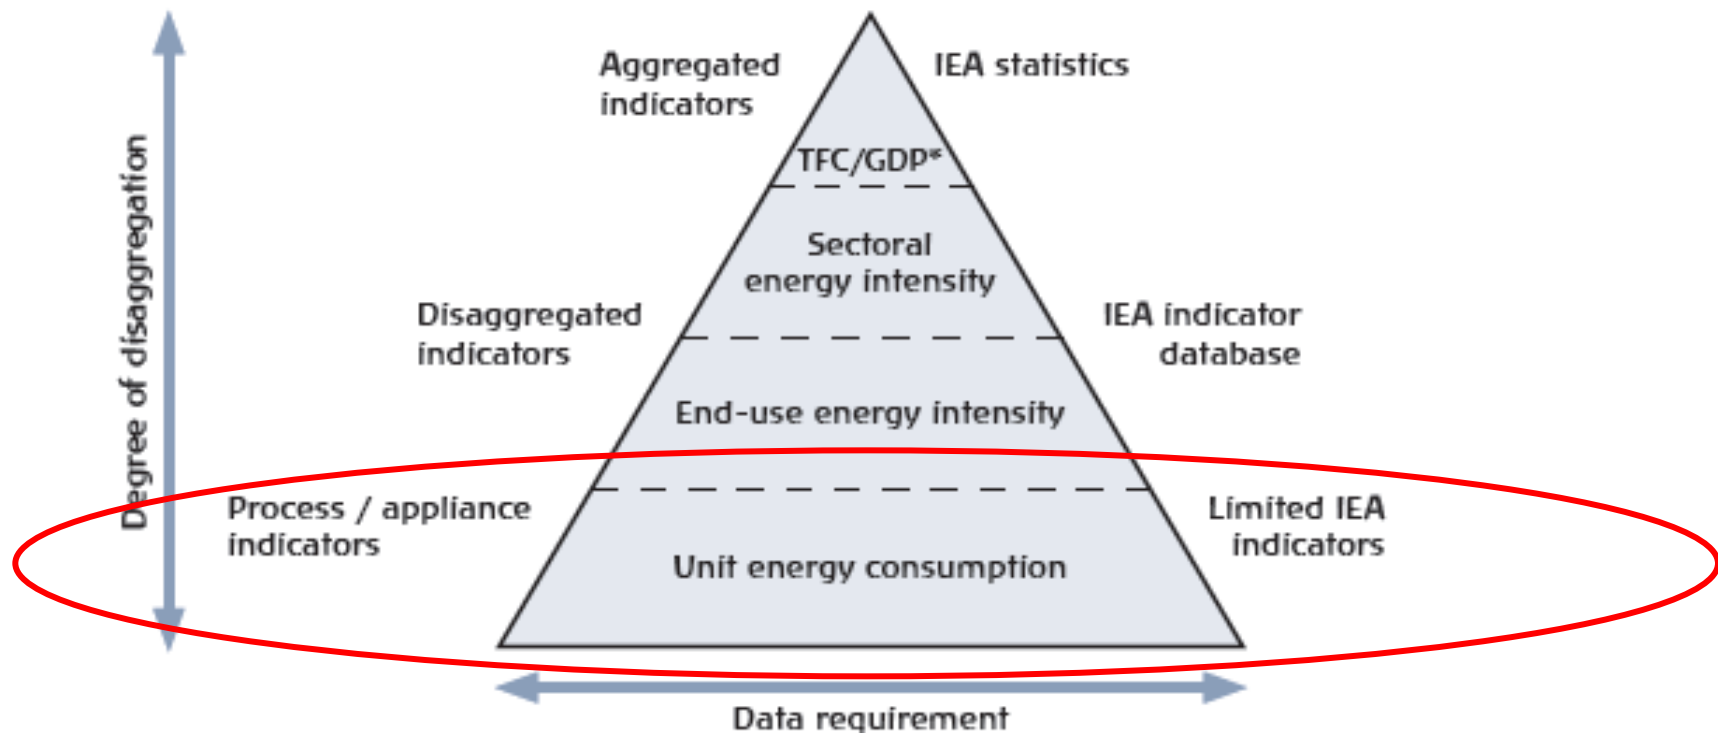 Aggregated
indicators
IEA statistics
TFC/GDP*
Sectoral
energy intensity
Disaggregated
indicators
IEA indicator
database
End-use energy intensity
Process / appliance
indicators
Limited IEA
indicators
Unit energy consumption
Degree of disaggregation
Data requirement